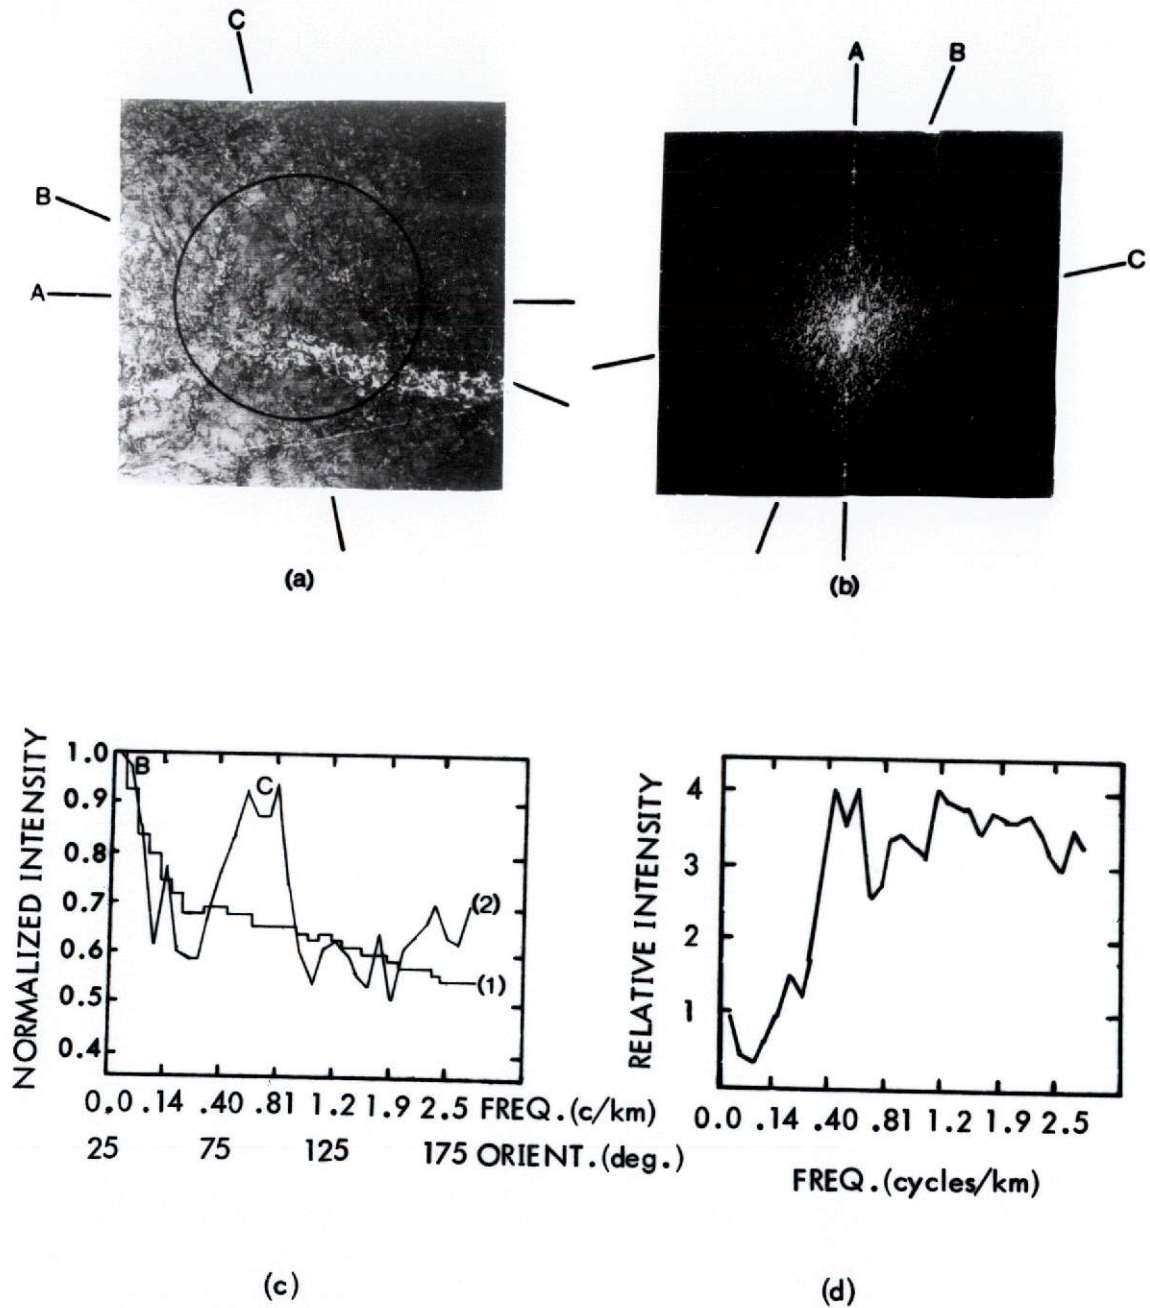 C
A
B
B
A
C
(a)
(b)
NORMALIZED INTENSITY
1.0
0.9
0.8
0.7
0.6
0.5
0.4
B
C
(2)
(1)
0.0 .14 .40 .81 1.2 1.9 2.5 FREQ.(c/km)
25 75 125 175 ORIENT.(deg.)
(c)
RELATIVE INTENSITY
4
3
2
1
0.0 .14 .40 .81 1.2 1.9 2.5
FREQ.(cycles/km)
(d)